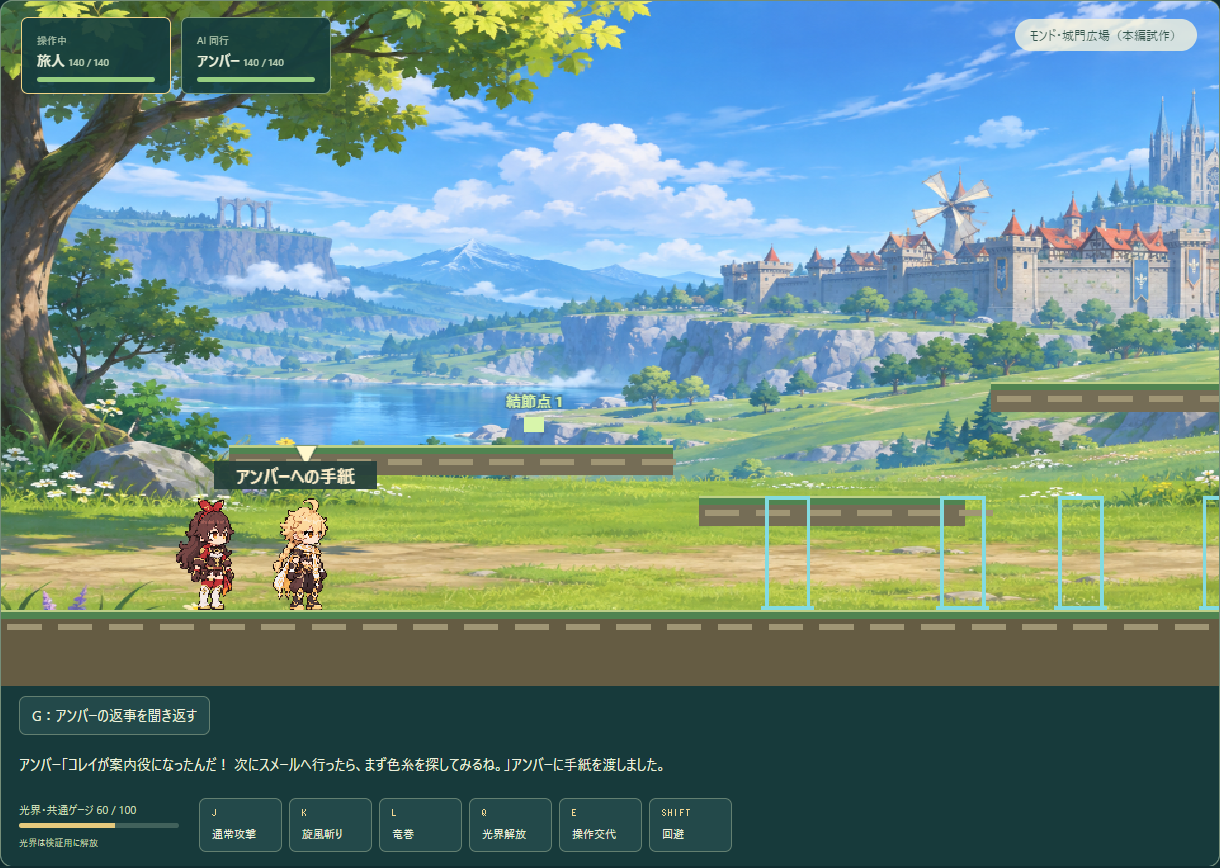 操作中
旅人 140 / 140
AI 同行
アンバー 140 / 140
モンド・城門広場（本編試作）
結節点 1
アンバーへの手紙
G：アンバーの返事を聞き返す
アンバー「コレイが案内役になったんだ！ 次にスメールへ行ったら、まず色糸を探してみるね。」アンバーに手紙を渡しました。
光界・共通ゲージ 60 / 100
光界は検証用に解放
J
通常攻撃
K
旋風斬り
L
竜巻
Q
光界解放
E
操作交代
SHIFT
回避